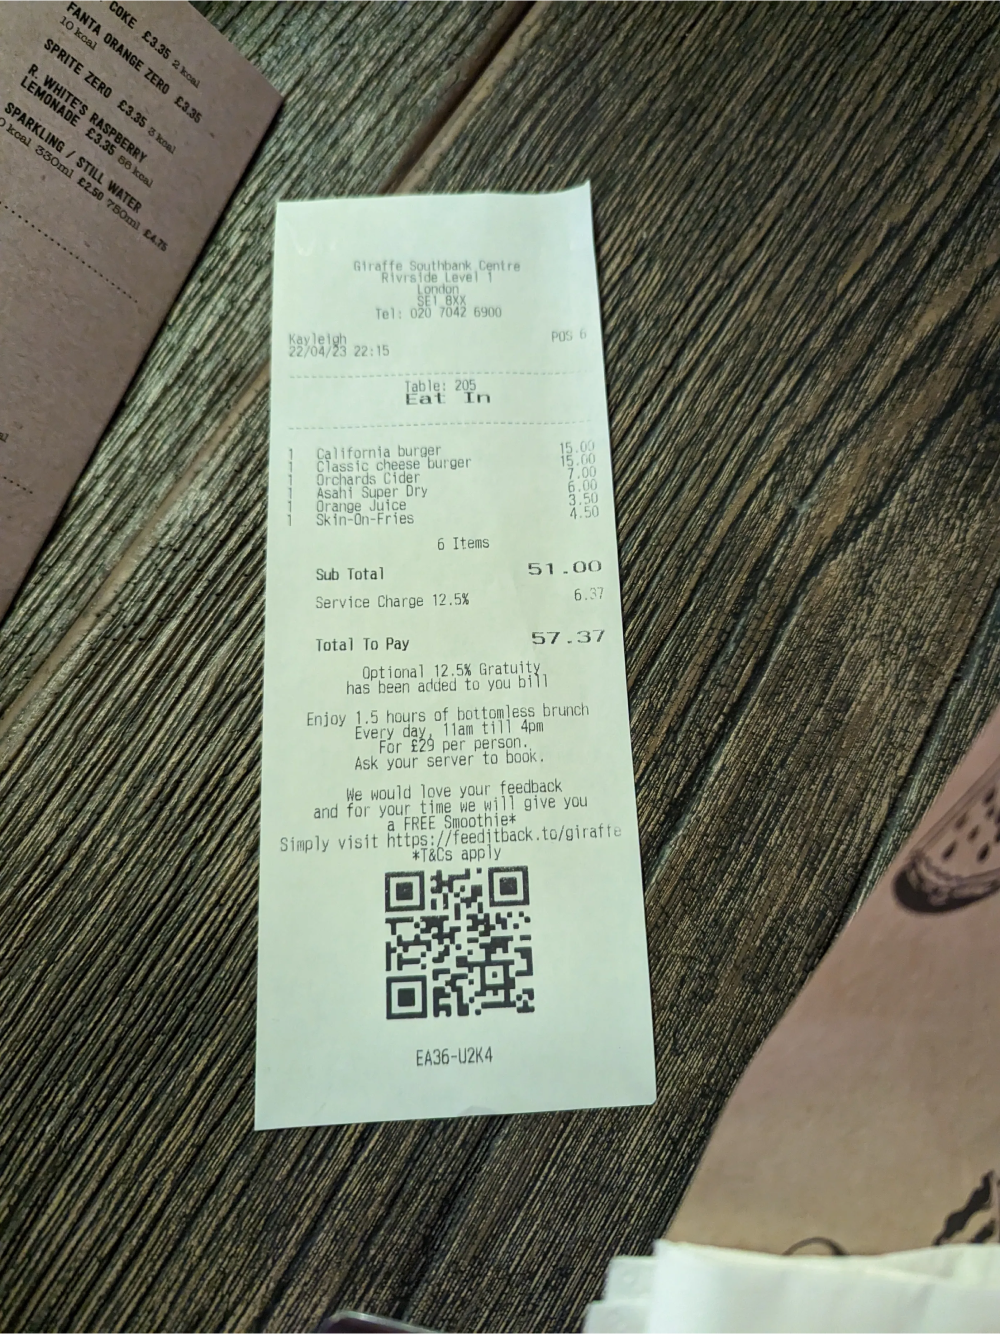 COKE £3.35 2 kcal
FANTA ORANGE ZERO £3.35
10 kcal
SPRITE ZERO £3.35 3 kcal
R. WHITE'S RASPBERRY
LEMONADE £3.35 56 kcal
SPARKLING / STILL WATER
0 kcal 330ml £2.50 750ml £4.75
Giraffe Southbank Centre
Rivrside Level 1
London
SE1 8XX
Tel: 020 7042 6900
Kayleigh POS 6
22/04/23 22:15
Table: 205
Eat In
1 California burger 15.00
1 Classic cheese burger 15.00
1 Orchards Cider 7.00
1 Asahi Super Dry 6.00
1 Orange Juice 3.50
1 Skin-On-Fries 4.50
6 Items
Sub Total 51.00
Service Charge 12.5% 6.37
Total To Pay 57.37
Optional 12.5% Gratuity
has been added to you bill
Enjoy 1.5 hours of bottomless brunch
Every day, 11am till 4pm
For £29 per person.
Ask your server to book.
We would love your feedback
and for your time we will give you
a FREE Smoothie*
Simply visit https://feeditback.to/giraffe
*T&Cs apply
EA36-U2K4